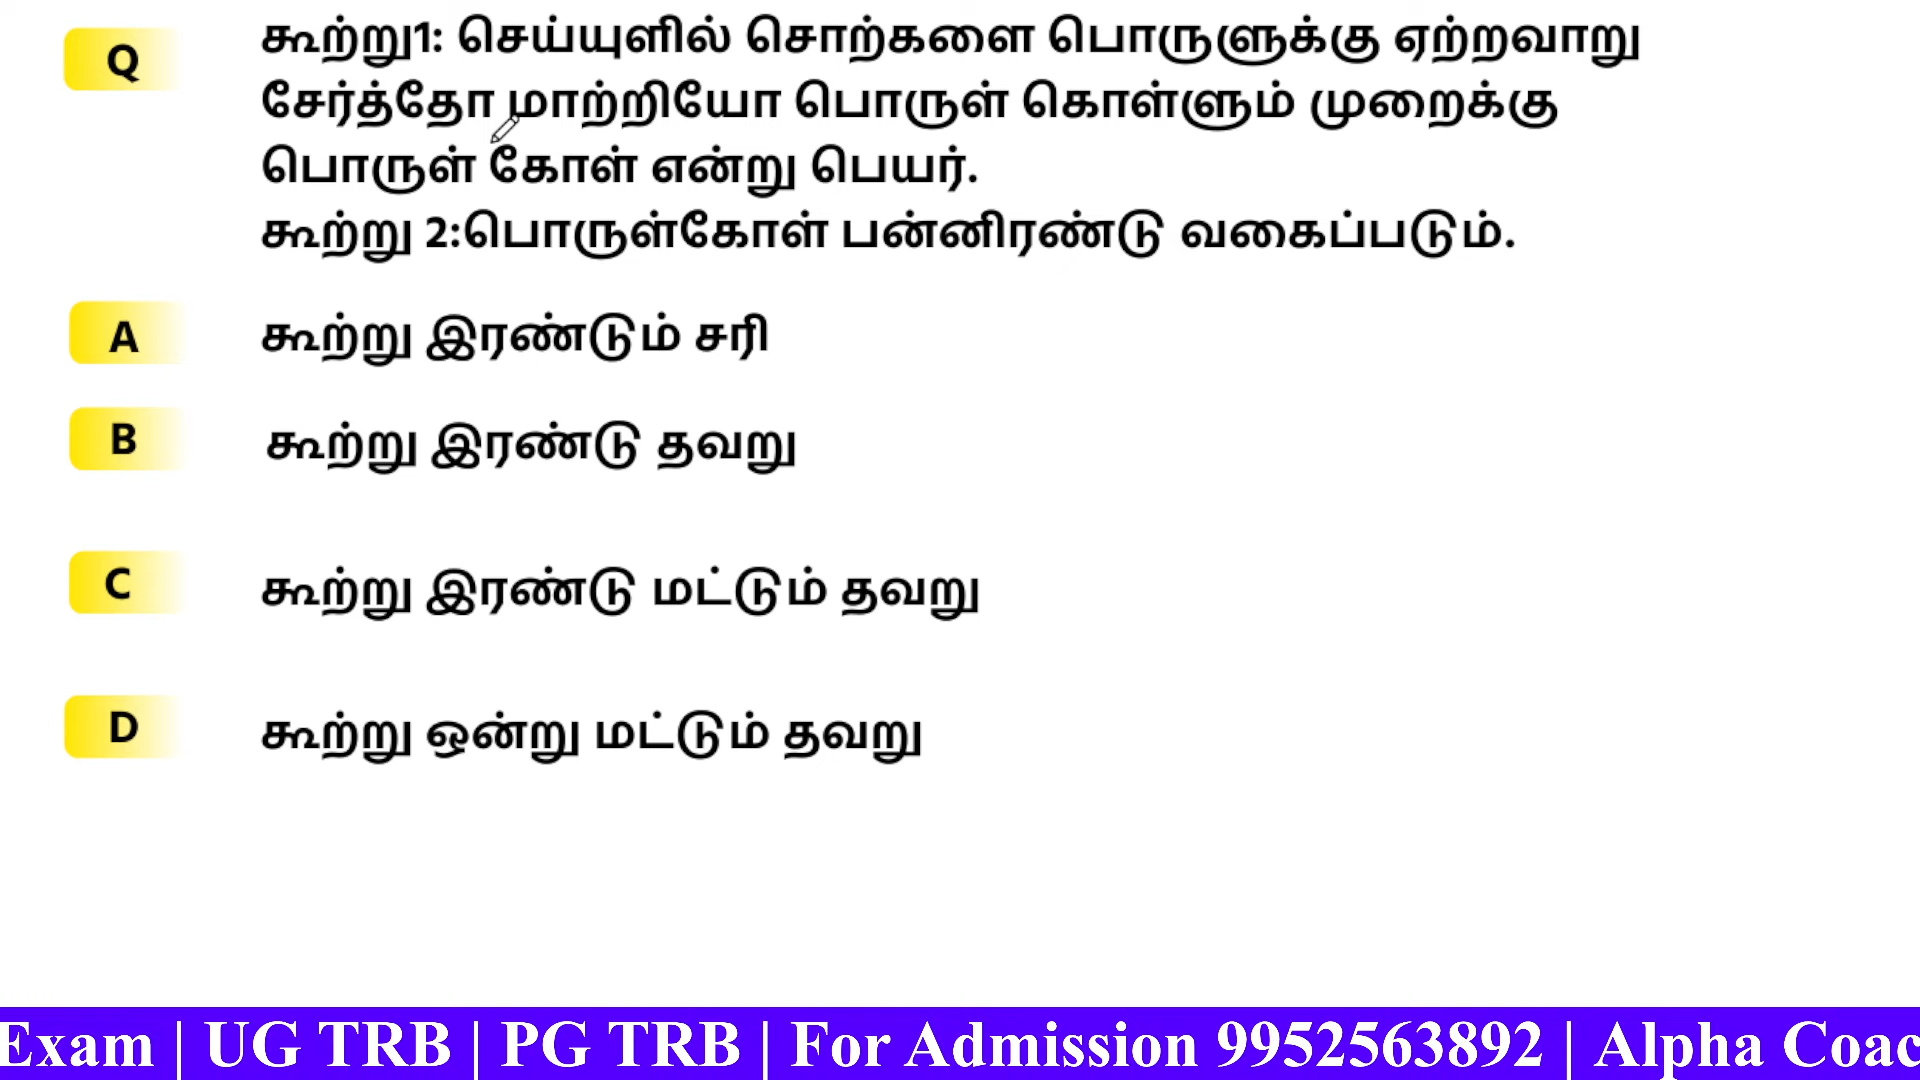 Q
கூற்று1: செய்யுளில் சொற்களை பொருளுக்கு ஏற்றவாறு
சேர்த்தோ மாற்றியோ பொருள் கொள்ளும் முறைக்கு
பொருள் கோள் என்று பெயர்.
கூற்று 2:பொருள்கோள் பன்னிரண்டு வகைப்படும்.
A கூற்று இரண்டும் சரி
B கூற்று இரண்டு தவறு
C கூற்று இரண்டு மட்டும் தவறு
D கூற்று ஒன்று மட்டும் தவறு
Exam | UG TRB | PG TRB | For Admission 9952563892 | Alpha Coac